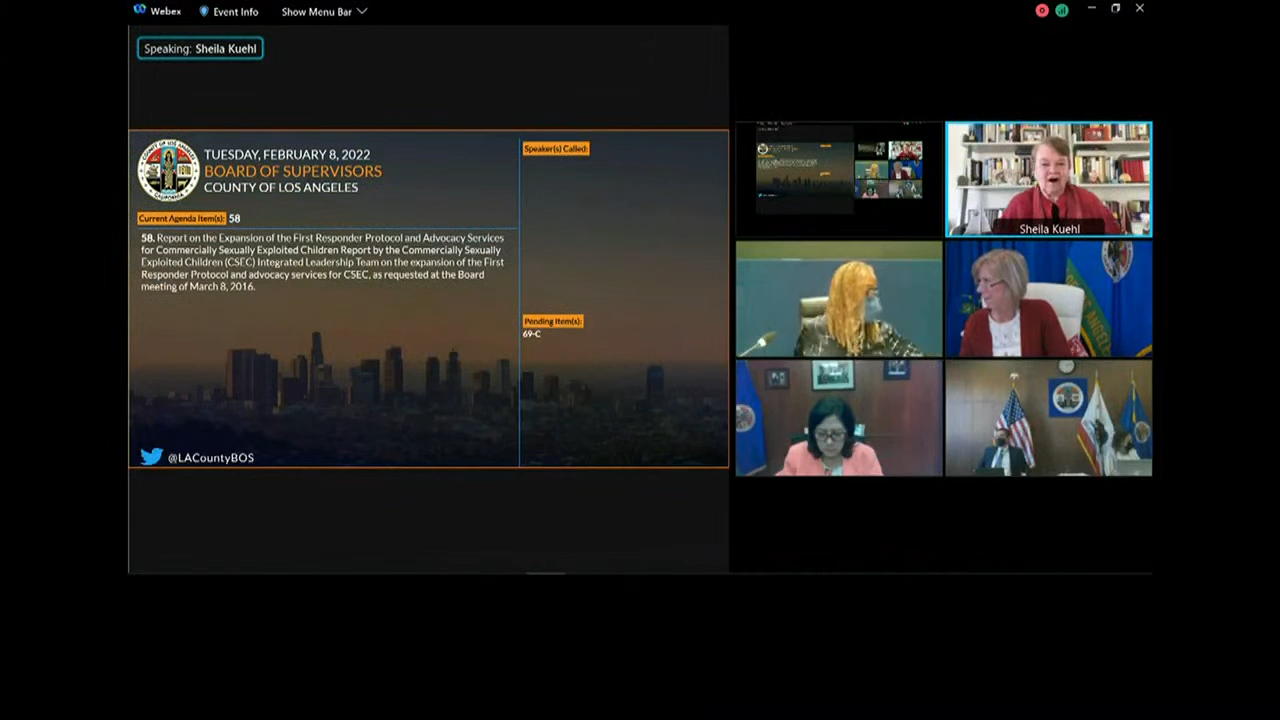 Webex
Event Info
Show Menu Bar
Speaking: Sheila Kuehl
TUESDAY, FEBRUARY 8, 2022
BOARD OF SUPERVISORS
COUNTY OF LOS ANGELES
Current Agenda Item(s): 58
58. Report on the Expansion of the First Responder Protocol and Advocacy Services
for Commercially Sexually Exploited Children Report by the Commercially Sexually
Exploited Children (CSEC) Integrated Leadership Team on the expansion of the First
Responder Protocol and advocacy services for CSEC, as requested at the Board
meeting of March 8, 2016.
@LACountyBOS
Speaker(s) Called:
Pending Item(s):
69-C
Sheila Kuehl